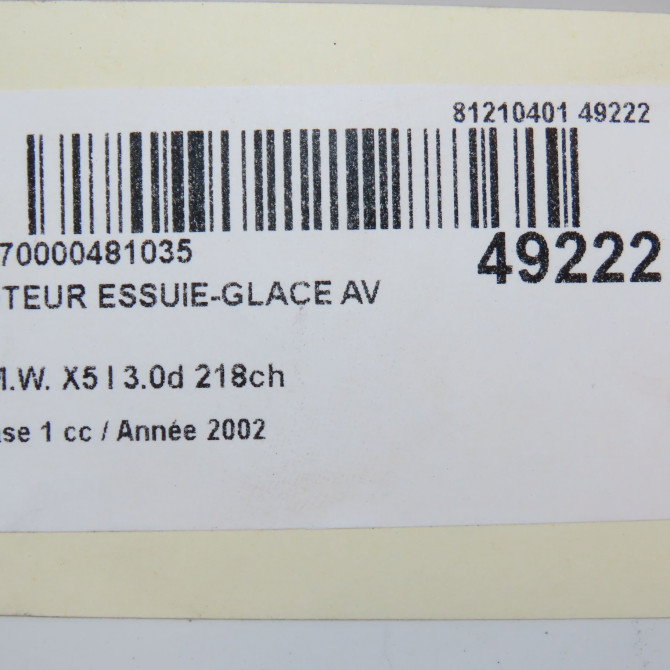 81210401 49222
70000481035
49222
TEUR ESSUIE-GLACE AV
.W. X5 I 3.0d 218ch
se 1 cc / Année 2002